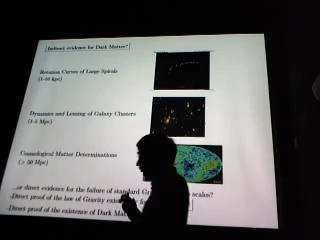 Indirect evidence for Dark Matter?
Rotation Curves of Large Spirals
(1-50 kpc)
Dynamics and Lensing of Galaxy Clusters
(1-5 Mpc)
Cosmological Matter Determinations
(> 50 Mpc)
...or direct evidence for the failure of standard scales?
-Direct proof of the law of Gravity
-Direct proof of the existence of Dark